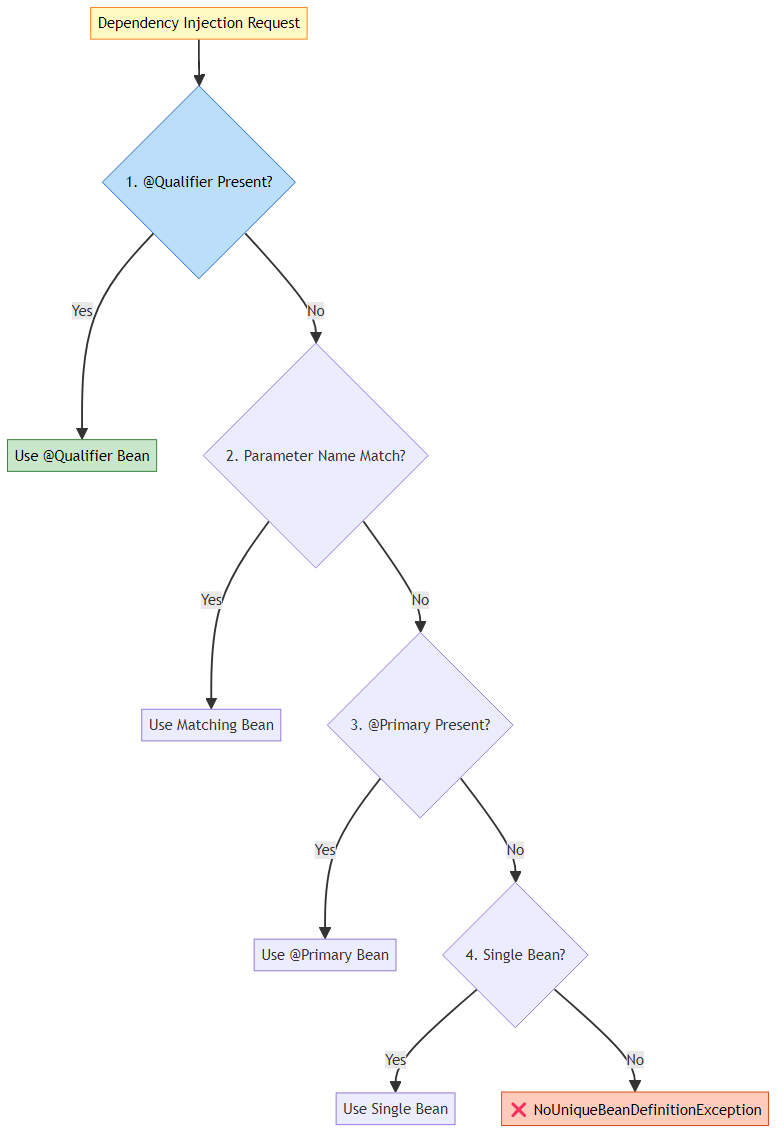 Dependency Injection Request
1. @Qualifier Present?
Yes
No
Use @Qualifier Bean
2. Parameter Name Match?
Yes
No
Use Matching Bean
3. @Primary Present?
Yes
No
Use @Primary Bean
4. Single Bean?
Yes
No
Use Single Bean
❌ NoUniqueBeanDefinitionException